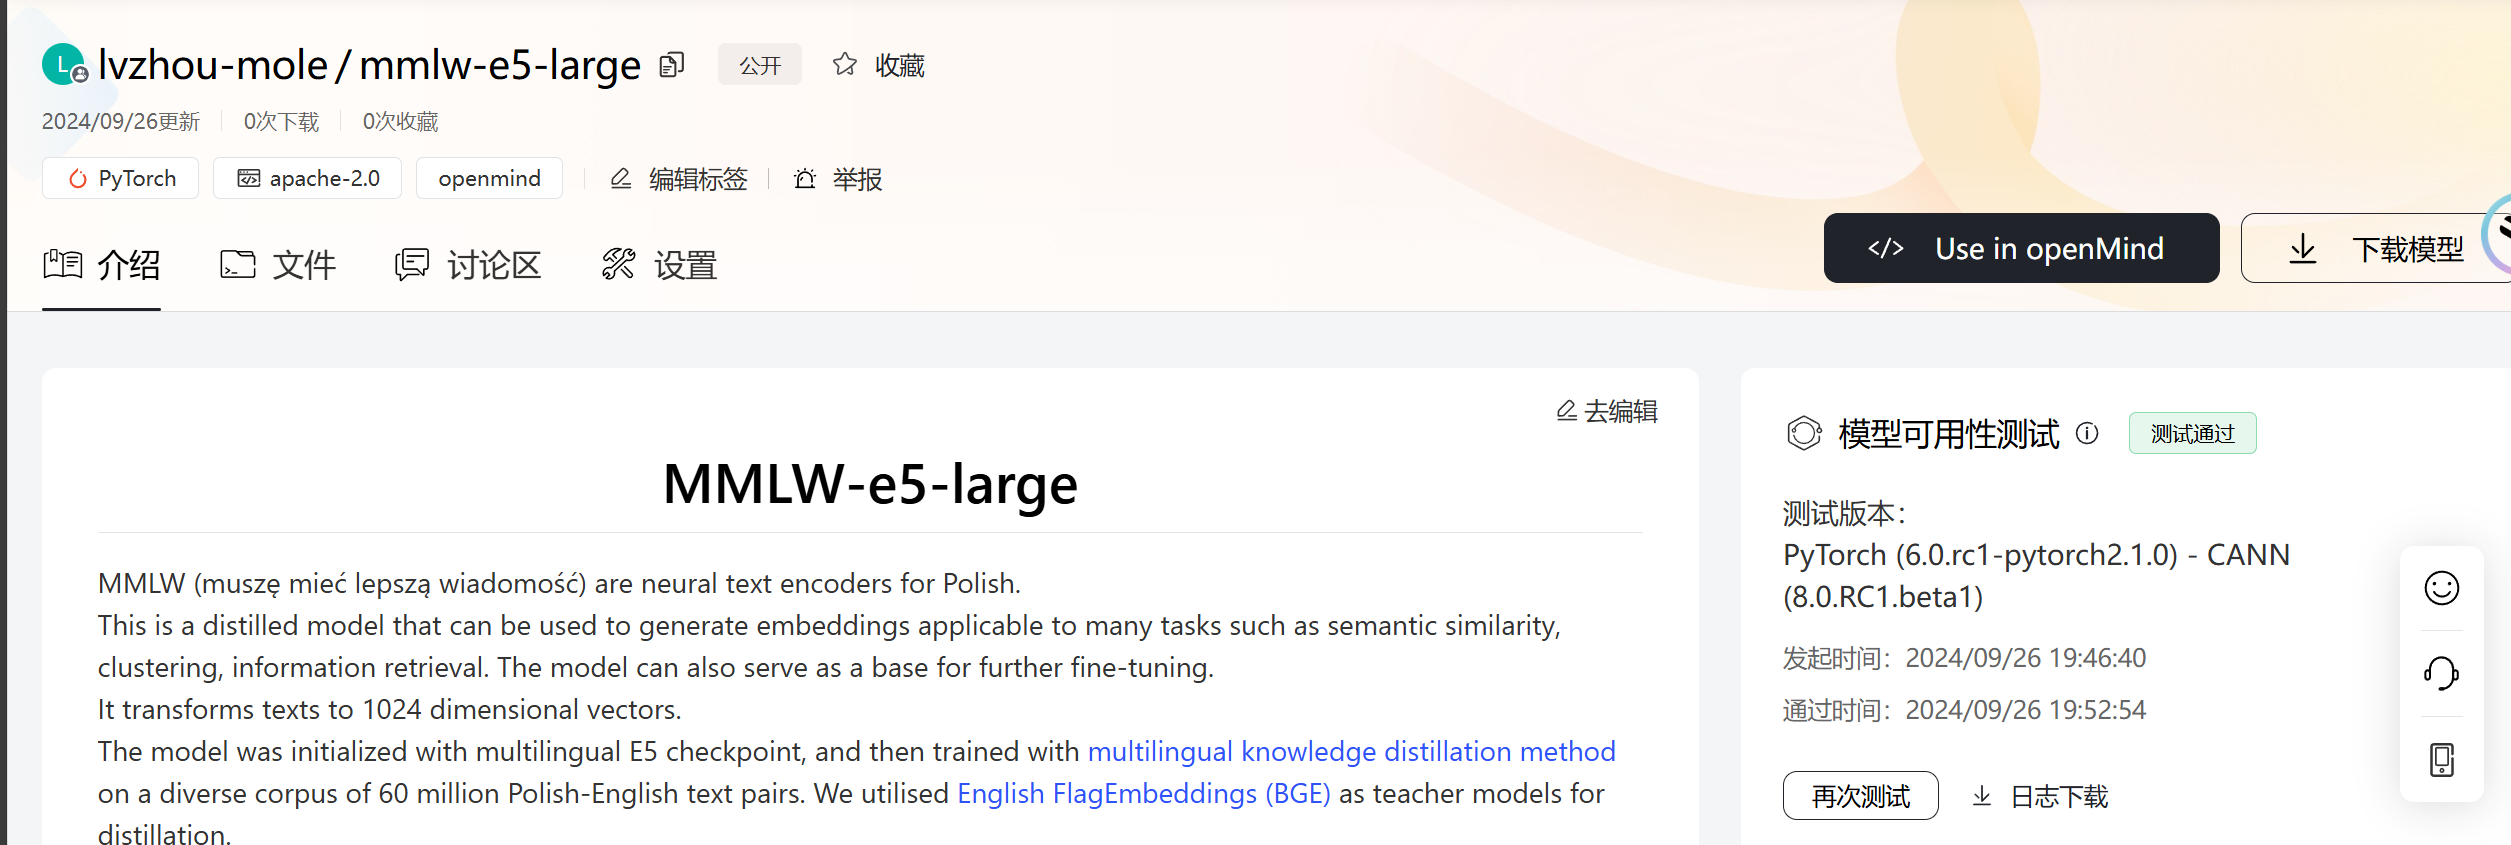 L lvzhou-mole / mmlw-e5-large 公开 收藏
2024/09/26更新 0次下载 0次收藏
PyTorch apache-2.0 openmind 编辑标签 举报
介绍 文件 讨论区 设置
Use in openMind 下载模型
去编辑
MMLW-e5-large
MMLW (muszę mieć lepszą wiadomość) are neural text encoders for Polish.
This is a distilled model that can be used to generate embeddings applicable to many tasks such as semantic similarity,
clustering, information retrieval. The model can also serve as a base for further fine-tuning.
It transforms texts to 1024 dimensional vectors.
The model was initialized with multilingual E5 checkpoint, and then trained with multilingual knowledge distillation method
on a diverse corpus of 60 million Polish-English text pairs. We utilised English FlagEmbeddings (BGE) as teacher models for
distillation.
模型可用性测试 测试通过
测试版本:
PyTorch (6.0.rc1-pytorch2.1.0) - CANN
(8.0.RC1.beta1)
发起时间: 2024/09/26 19:46:40
通过时间: 2024/09/26 19:52:54
再次测试 日志下载